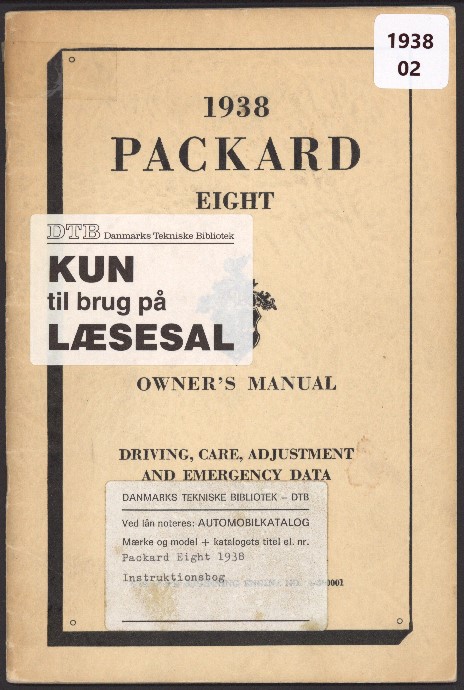 1938
02
1938
PACKARD
EIGHT
DTB Danmarks Tekniske Bibliotek
KUN
til brug på
LÆSESAL
OWNER'S MANUAL
DRIVING, CARE, ADJUSTMENT
AND EMERGENCY DATA
DANMARKS TEKNISKE BIBLIOTEK – DTB
Ved lån noteres: AUTOMOBILKATALOG
Mærke og model + katalogets titel el. nr.
Packard Eight 1938
Instruktionsbog